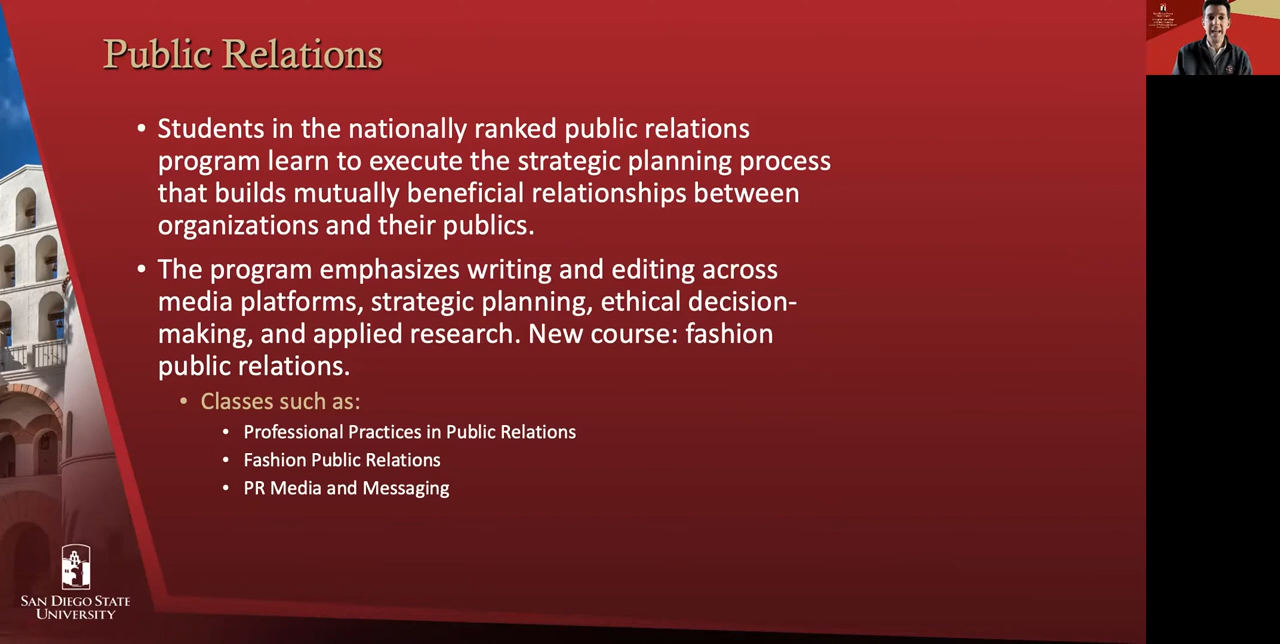 Public Relations
• Students in the nationally ranked public relations
program learn to execute the strategic planning process
that builds mutually beneficial relationships between
organizations and their publics.
• The program emphasizes writing and editing across
media platforms, strategic planning, ethical decision-
making, and applied research. New course: fashion
public relations.
• Classes such as:
• Professional Practices in Public Relations
• Fashion Public Relations
• PR Media and Messaging
SAN DIEGO STATE
UNIVERSITY